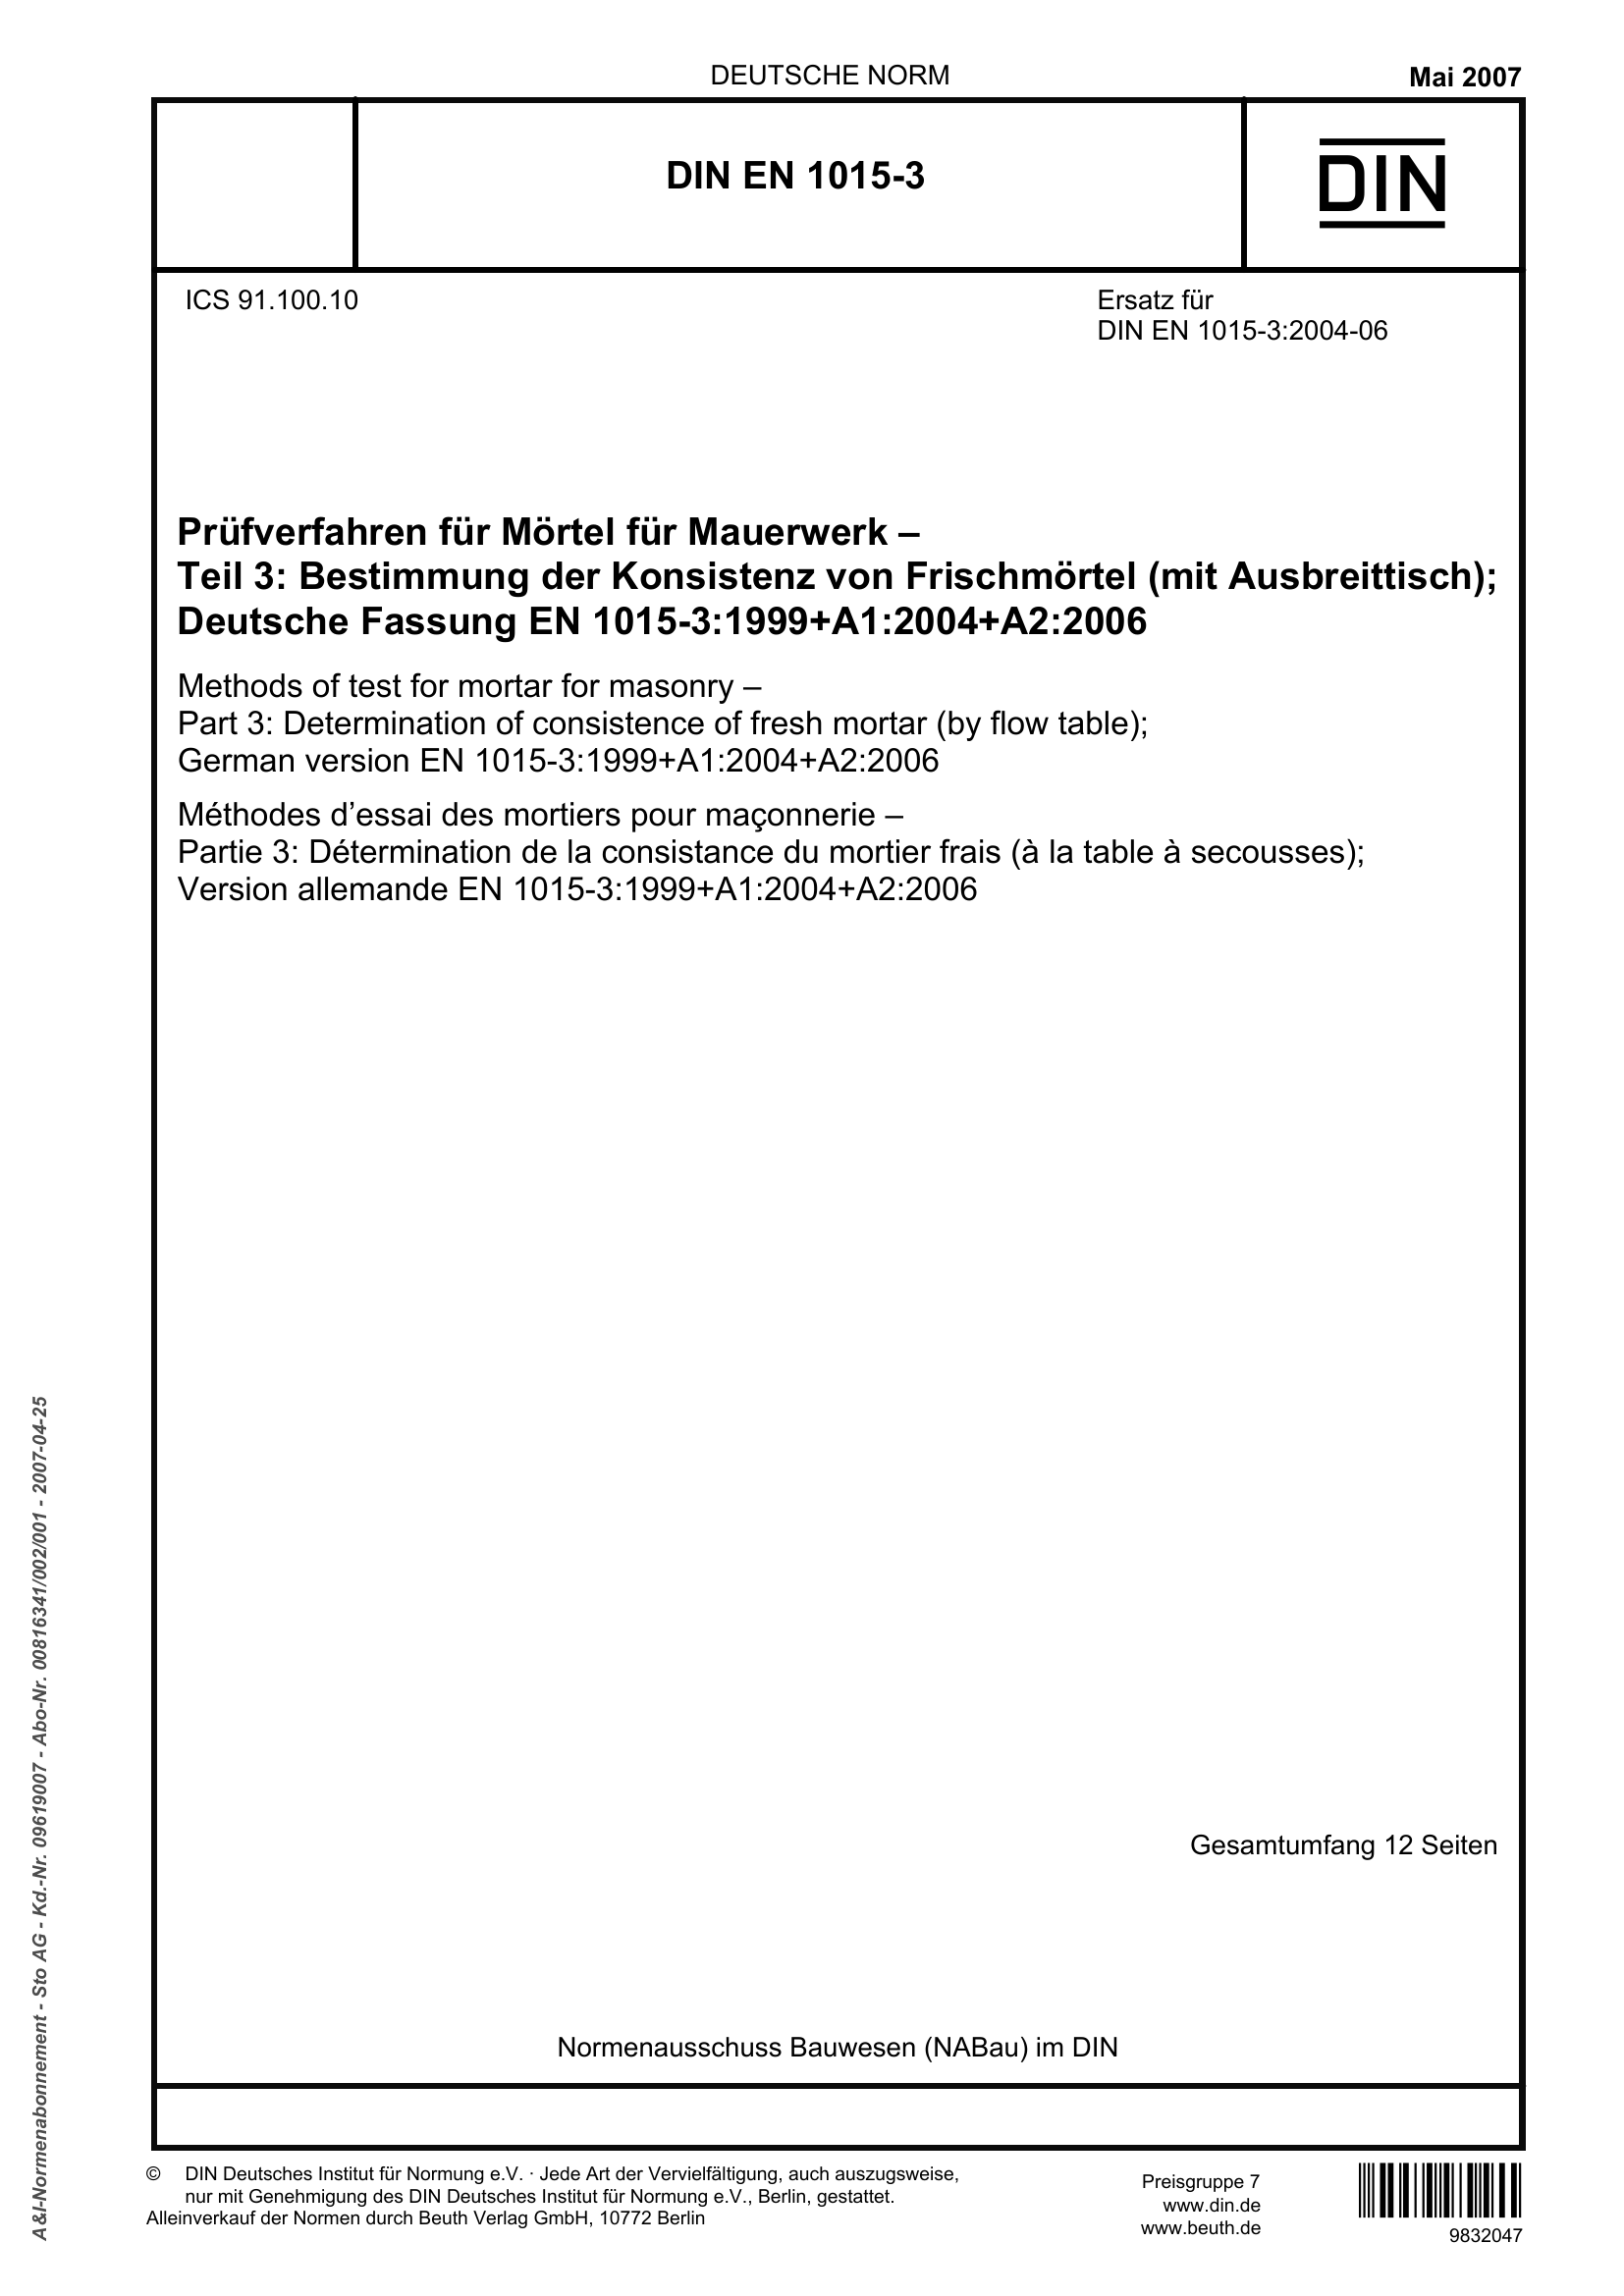 DEUTSCHE NORM
Mai 2007
DIN EN 1015-3
DIN
ICS 91.100.10
Ersatz für
DIN EN 1015-3:2004-06
Prüfverfahren für Mörtel für Mauerwerk –
Teil 3: Bestimmung der Konsistenz von Frischmörtel (mit Ausbreittisch);
Deutsche Fassung EN 1015-3:1999+A1:2004+A2:2006
Methods of test for mortar for masonry –
Part 3: Determination of consistence of fresh mortar (by flow table);
German version EN 1015-3:1999+A1:2004+A2:2006
Méthodes d’essai des mortiers pour maçonnerie –
Partie 3: Détermination de la consistance du mortier frais (à la table à secousses);
Version allemande EN 1015-3:1999+A1:2004+A2:2006
Gesamtumfang 12 Seiten
Normenausschuss Bauwesen (NABau) im DIN
© DIN Deutsches Institut für Normung e.V. · Jede Art der Vervielfältigung, auch auszugsweise,
nur mit Genehmigung des DIN Deutsches Institut für Normung e.V., Berlin, gestattet.
Alleinverkauf der Normen durch Beuth Verlag GmbH, 10772 Berlin
Preisgruppe 7
www.din.de
www.beuth.de
9832047
A&I-Normenabonnement - Sto AG - Kd.-Nr. 09619007 - Abo-Nr. 00816341/002/001 - 2007-04-25